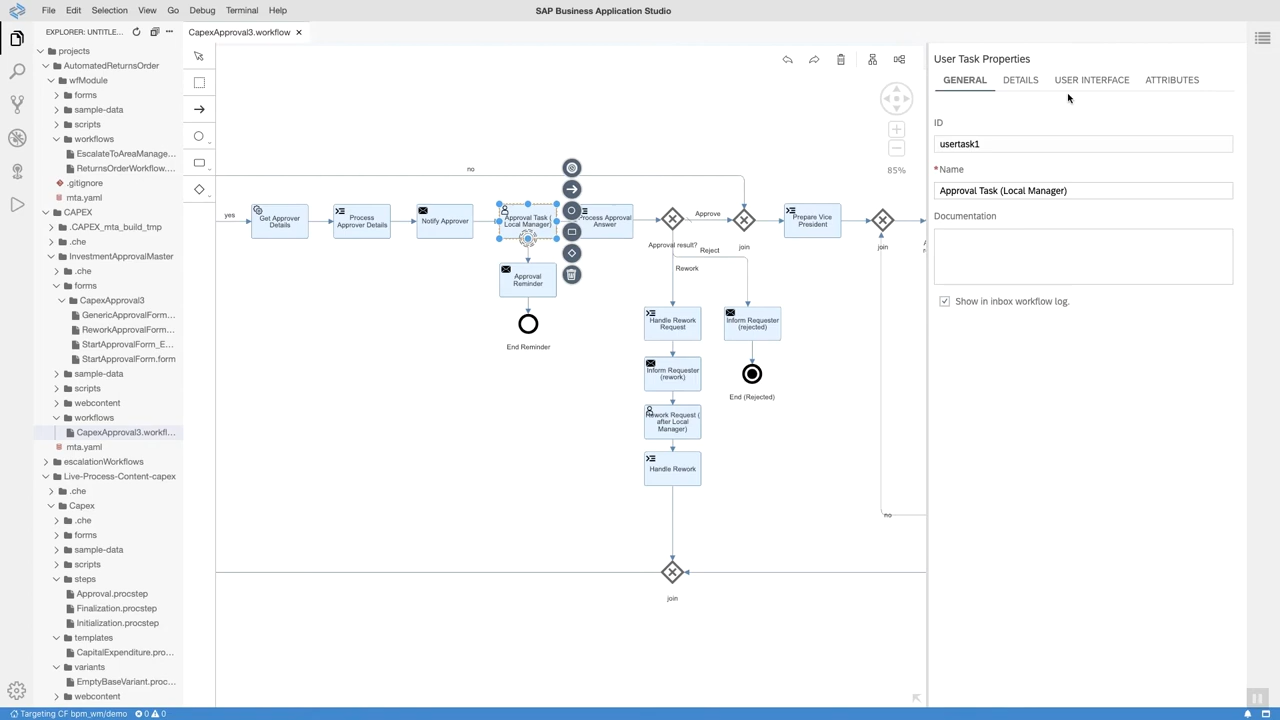 File Edit Selection View Go Debug Terminal Help
SAP Business Application Studio
EXPLORER: UNTITLE...
projects
AutomatedReturnsOrder
wfModule
forms
sample-data
scripts
workflows
EscalateToAreaManage...
ReturnsOrderWorkflow....
.gitignore
mta.yaml
CAPEX
.CAPEX_mta_build_tmp
.che
InvestmentApprovalMaster
.che
forms
CapexApproval3
GenericApprovalForm...
ReworkApprovalForm...
StartApprovalForm_E...
StartApprovalForm.form
sample-data
scripts
webcontent
workflows
CapexApproval3.workfl...
mta.yaml
escalationWorkflows
Live-Process-Content-capex
.che
Capex
.che
forms
sample-data
scripts
steps
Approval.procstep
Finalization.procstep
Initialization.procstep
templates
CapitalExpenditure.pro...
variants
EmptyBaseVariant.proc...
webcontent
CapexApproval3.workflow
85%
no
yes
Get Approver
Details
Process
Approver Details
Notify Approver
Approval Task (
Local Manager)
Process Approval
Answer
Approve
join
Prepare Vice
President
join
Approval result?
Reject
Rework
Approval
Reminder
End Reminder
Handle Rework
Request
Inform Requester
(rejected)
Inform Requester
(rework)
End (Rejected)
Rework Request (
after Local
Manager)
Handle Rework
no
join
User Task Properties
GENERAL DETAILS USER INTERFACE ATTRIBUTES
ID
usertask1
*Name
Approval Task (Local Manager)
Documentation
Show in inbox workflow log.
Targeting CF bpm_wm/demo 0 0